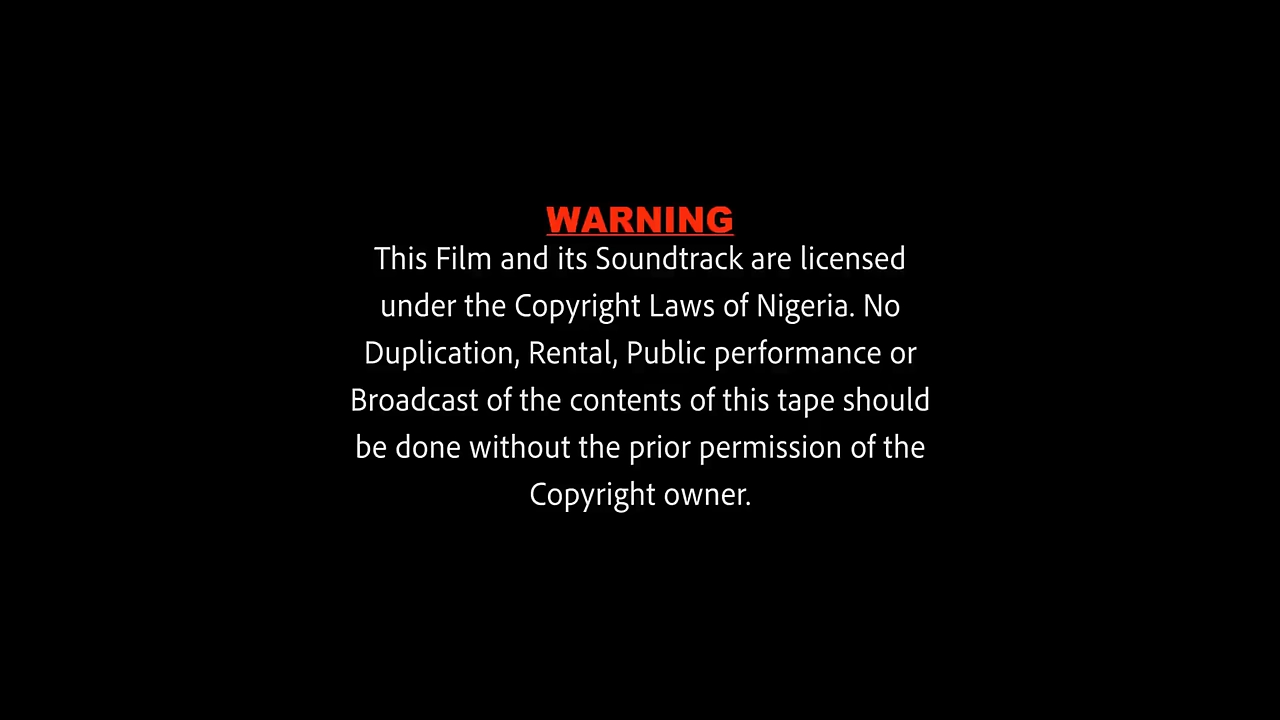 WARNING
This Film and its Soundtrack are licensed
under the Copyright Laws of Nigeria. No
Duplication, Rental, Public performance or
Broadcast of the contents of this tape should
be done without the prior permission of the
Copyright owner.